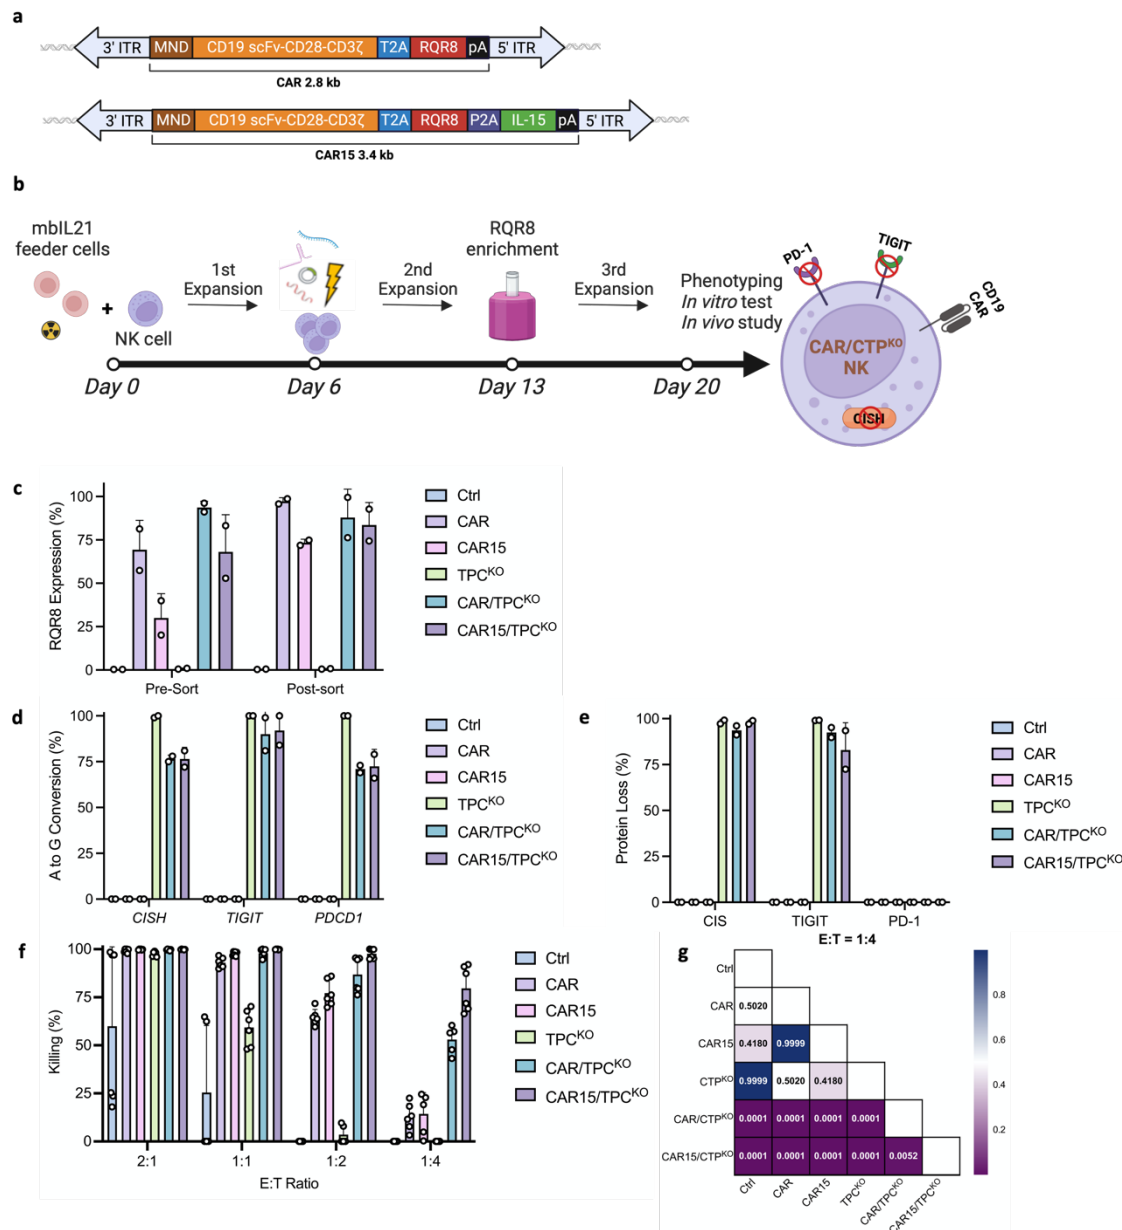 a
3' ITR MND CD19 scFv-CD28-CD3ζ T2A RQR8 pA 5' ITR
CAR 2.8 kb
3' ITR MND CD19 scFv-CD28-CD3ζ T2A RQR8 P2A IL-15 pA 5' ITR
CAR15 3.4 kb
b
mbIL21
feeder cells
+
NK cell
1st
Expansion
2nd
Expansion
RQR8
enrichment
3rd
Expansion
Phenotyping
In vitro test
In vivo study
Day 0
Day 6
Day 13
Day 20
PD-1
TIGIT
CD19
CAR
CAR/CTPKO
NK
CISH
c
RQR8 Expression (%)
100
75
50
25
0
Pre-Sort
Post-sort
Ctrl
CAR
CAR15
TPCKO
CAR/TPCKO
CAR15/TPCKO
d
A to G Conversion (%)
100
75
50
25
0
CISH
TIGIT
PDCD1
Ctrl
CAR
CAR15
TPCKO
CAR/TPCKO
CAR15/TPCKO
e
Protein Loss (%)
100
75
50
25
0
CIS
TIGIT
PD-1
Ctrl
CAR
CAR15
TPCKO
CAR/TPCKO
CAR15/TPCKO
f
Killing (%)
100
75
50
25
0
2:1
1:1
1:2
1:4
E:T Ratio
Ctrl
CAR
CAR15
TPCKO
CAR/TPCKO
CAR15/TPCKO
E:T = 1:4
g
Ctrl
CAR 0.5020
CAR15 0.4180 0.9999
CTPKO 0.9999 0.5020 0.4180
CAR/CTPKO 0.0001 0.0001 0.0001 0.0001
CAR15/CTPKO 0.0001 0.0001 0.0001 0.0001 0.0052
Ctrl
CAR
CAR15
TPCKO
CAR/TPCKO
CAR15/TPCKO
0.8
0.6
0.4
0.2